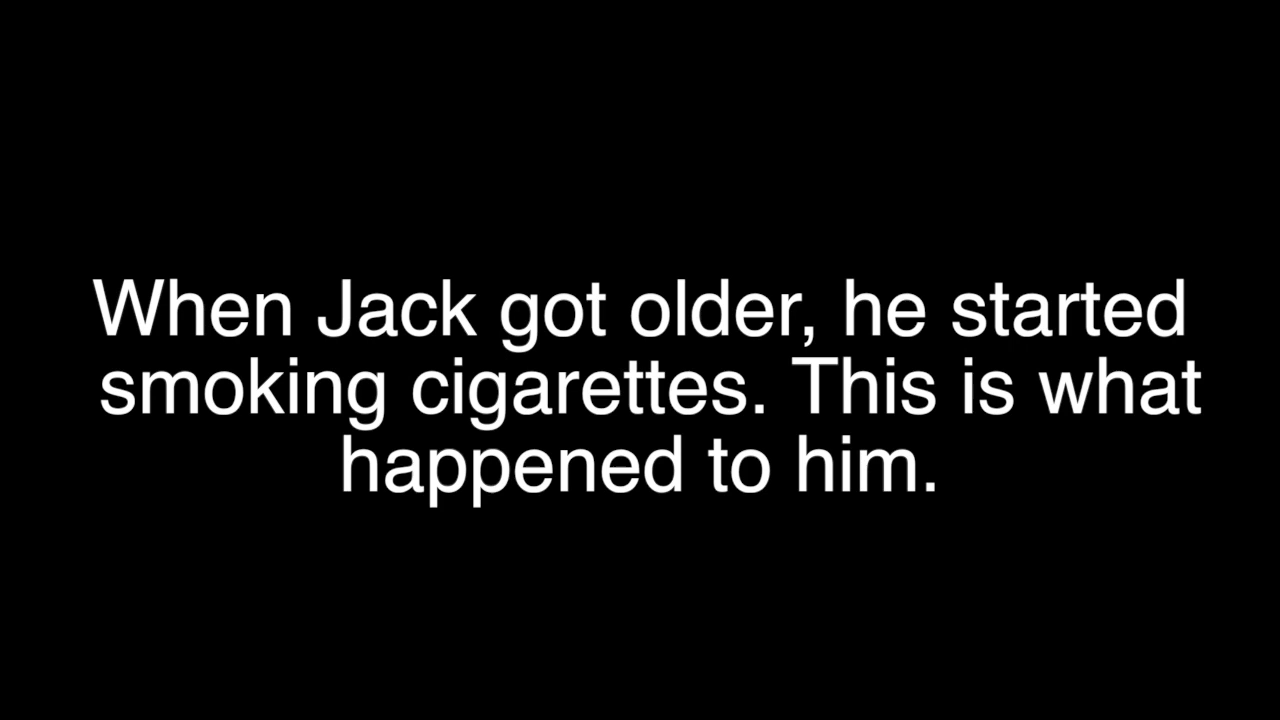 When Jack got older, he started
smoking cigarettes. This is what
happened to him.